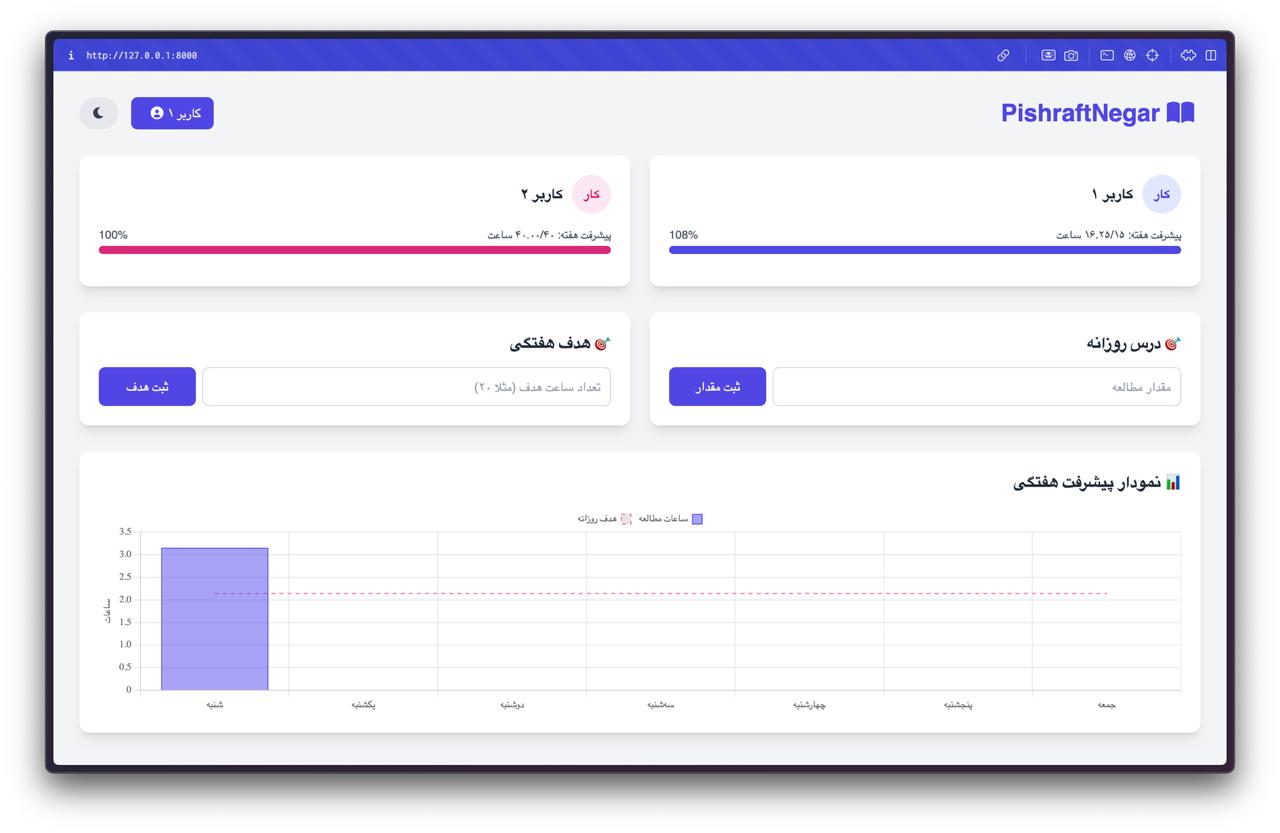 http://127.0.0.1:8000
PishraftNegar
کاربر ۱
کار
کاربر ۱
پیشرفت هفته: ۱۶.۲۵/۱۵ ساعت
108%
کار
کاربر ۲
پیشرفت هفته: ۴۰.۰۰/۴۰ ساعت
100%
🎯 درس روزانه
مقدار مطالعه
ثبت مقدار
🎯 هدف هفتگی
تعداد ساعت هدف (مثلا ۲۰)
ثبت هدف
📊 نمودار پیشرفت هفتگی
ساعات مطالعه
هدف روزانه
3.5
3.0
2.5
2.0
1.5
1.0
0.5
0
ساعات
شنبه
یکشنبه
دوشنبه
سه‌شنبه
چهارشنبه
پنجشنبه
جمعه